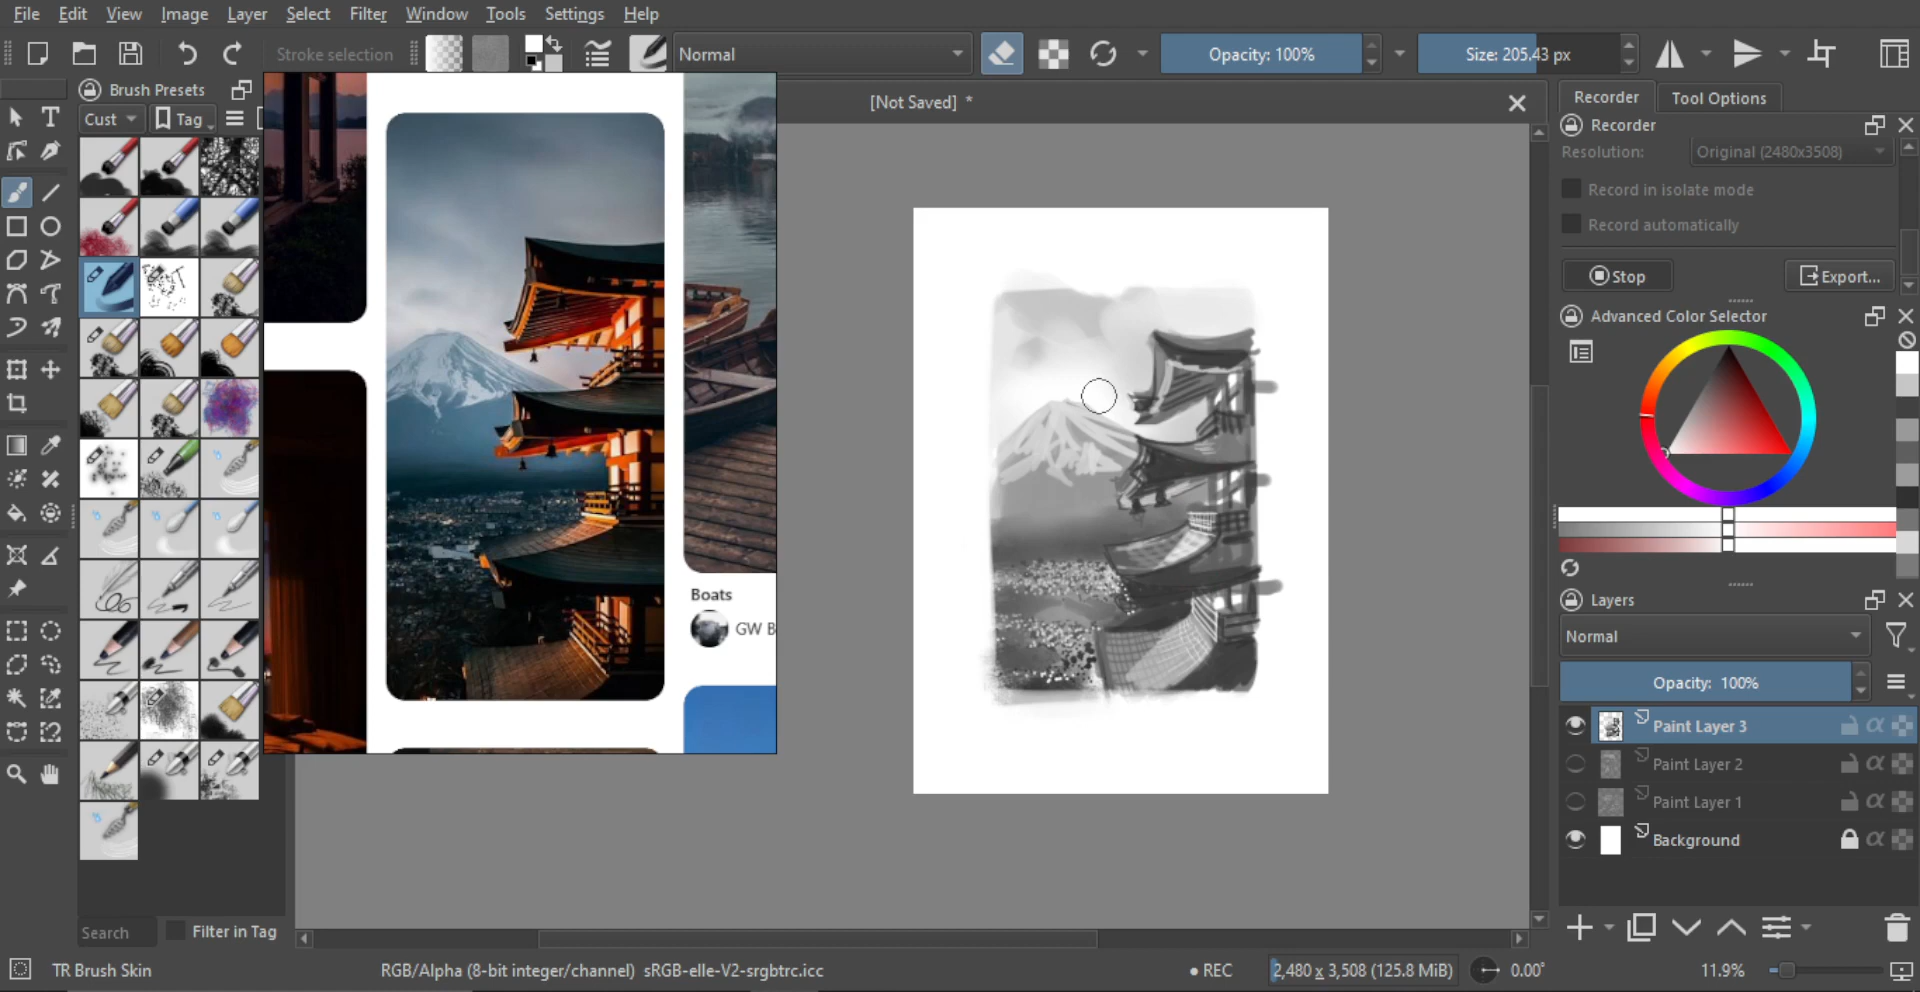 File Edit View Image Layer Select Filter Window Tools Settings Help
Stroke selection Normal Opacity: 100% Size: 205.43 px
Brush Presets
Cust Tag
[Not Saved] *
Boats
GW B
Search Filter in Tag
Recorder Tool Options
Recorder
Resolution: Original (2480x3508)
Record in isolate mode
Record automatically
Stop Export...
Advanced Color Selector
Layers
Normal
Opacity: 100%
Paint Layer 3
Paint Layer 2
Paint Layer 1
Background
TR Brush Skin RGB/Alpha (8-bit integer/channel) sRGB-elle-V2-srgbtrc.icc ● REC 2,480 x 3,508 (125.8 MiB) 0.00° 11.9%